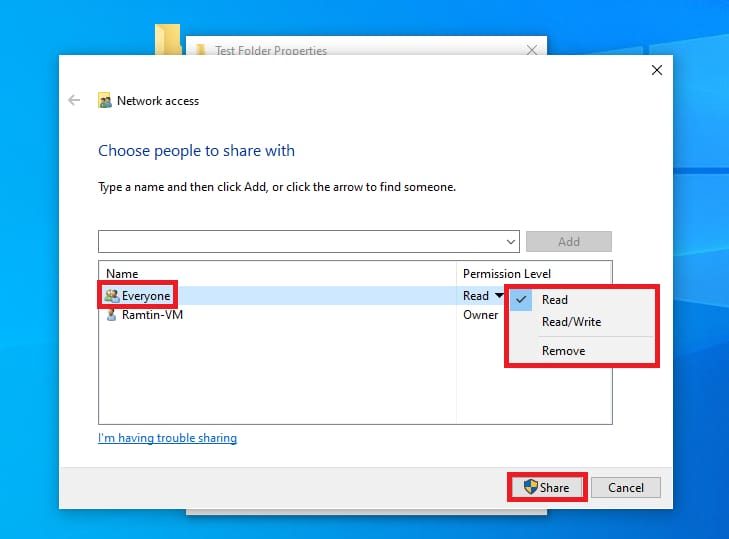 Test Folder Properties
Network access
Choose people to share with
Type a name and then click Add, or click the arrow to find someone.
Add
Name Permission Level
Everyone Read Read
Ramtin-VM Owner Read/Write
Remove
I'm having trouble sharing
Share Cancel